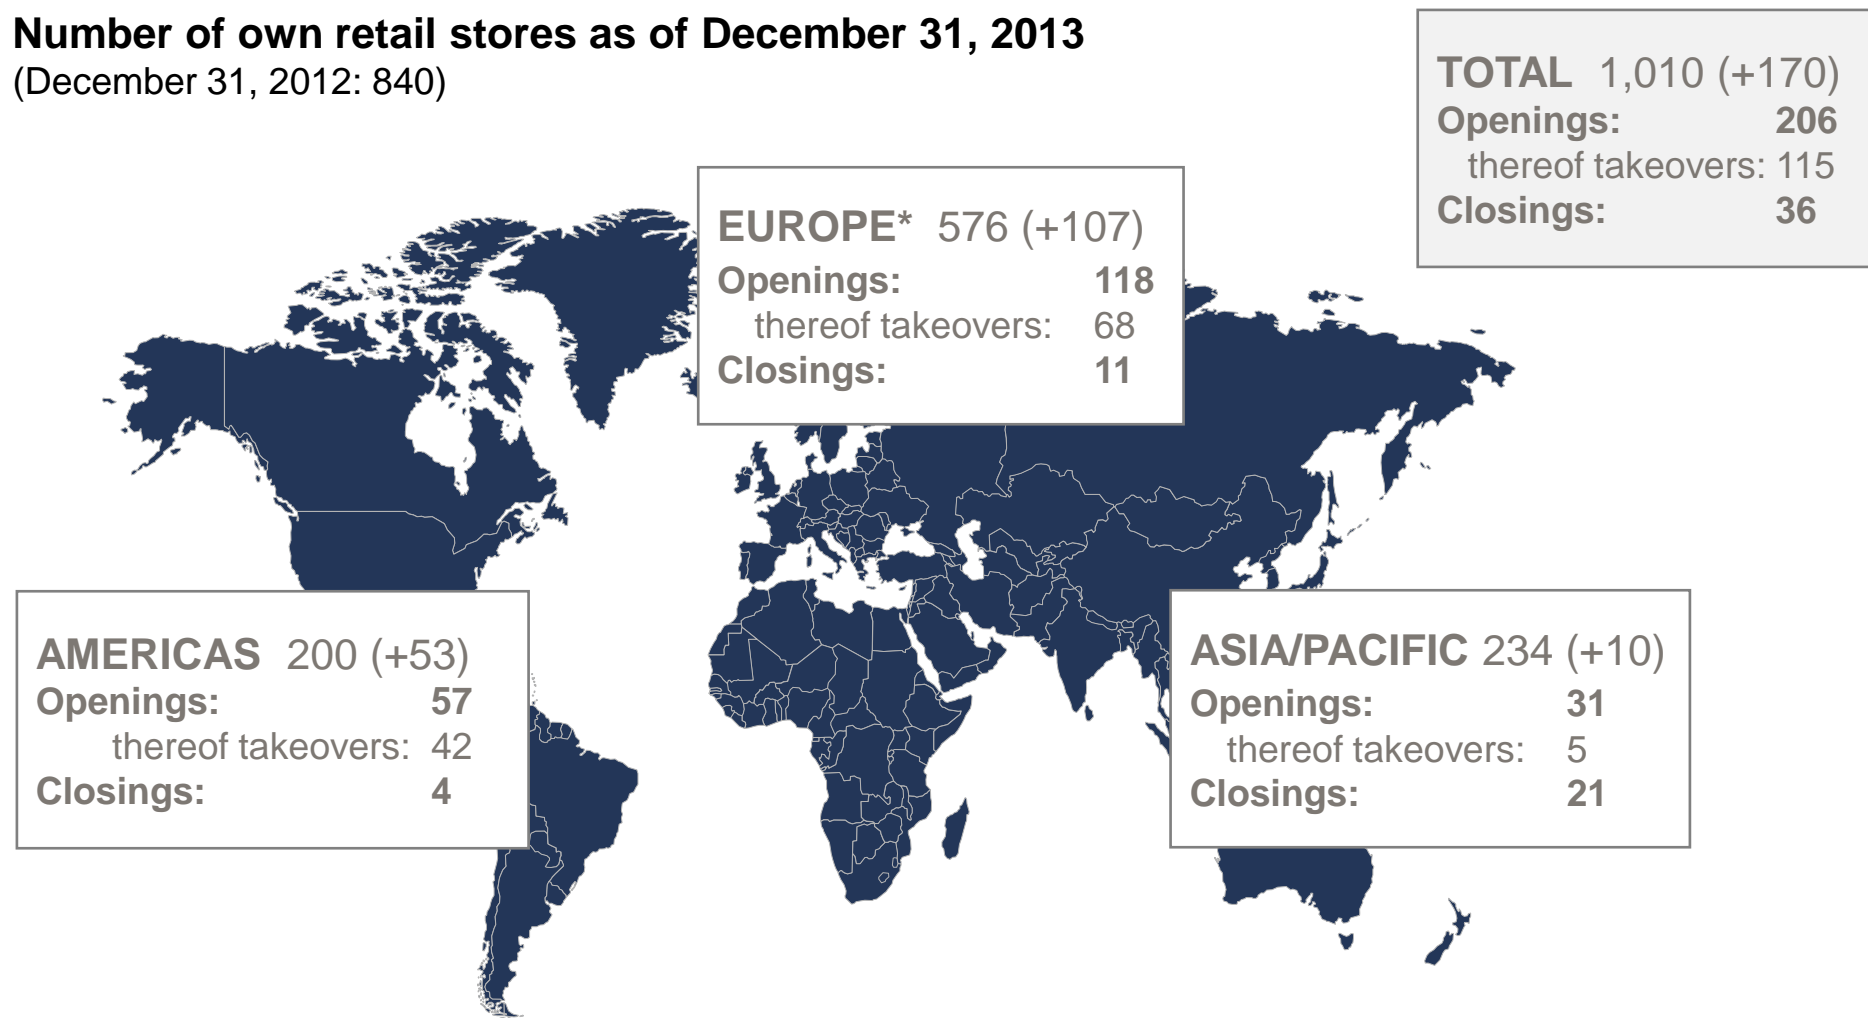 Number of own retail stores as of December 31, 2013
(December 31, 2012: 840)
TOTAL 1,010 (+170)
Openings: 206
thereof takeovers: 115
Closings: 36
EUROPE* 576 (+107)
Openings: 118
thereof takeovers: 68
Closings: 11
AMERICAS 200 (+53)
Openings: 57
thereof takeovers: 42
Closings: 4
ASIA/PACIFIC 234 (+10)
Openings: 31
thereof takeovers: 5
Closings: 21